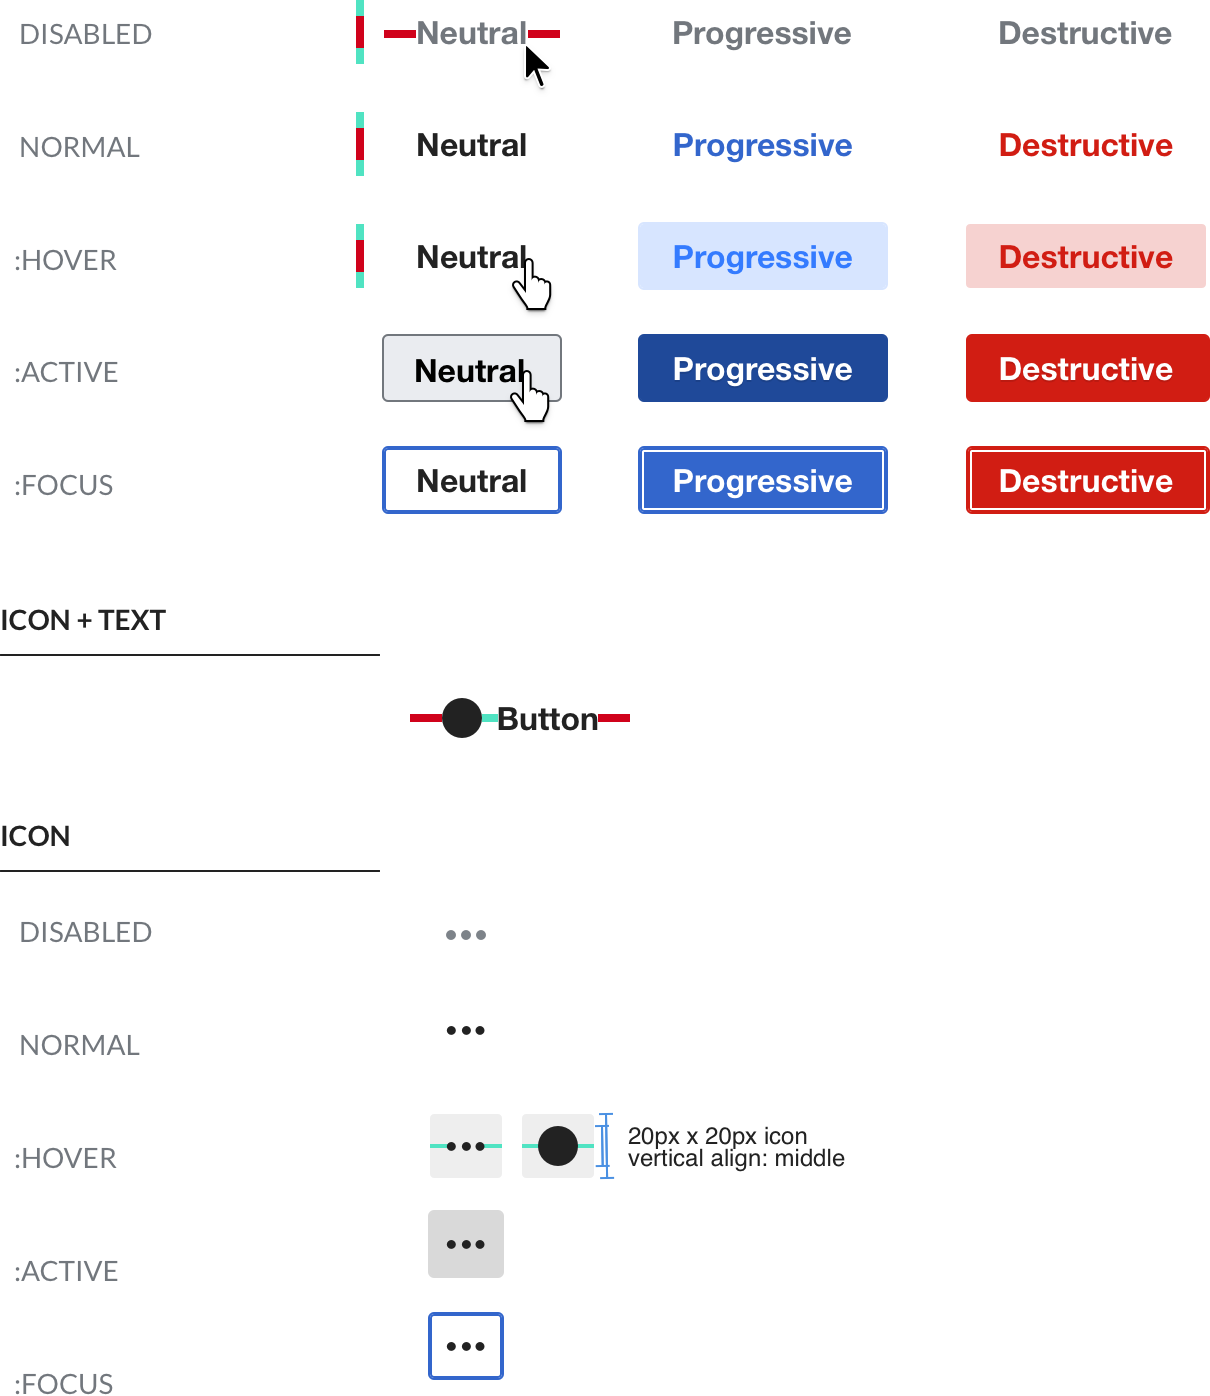 DISABLED Neutral Progressive Destructive
NORMAL Neutral Progressive Destructive
:HOVER Neutral Progressive Destructive
:ACTIVE Neutral Progressive Destructive
:FOCUS Neutral Progressive Destructive
ICON + TEXT
Button
ICON
DISABLED
NORMAL
:HOVER
20px x 20px icon
vertical align: middle
:ACTIVE
:FOCUS